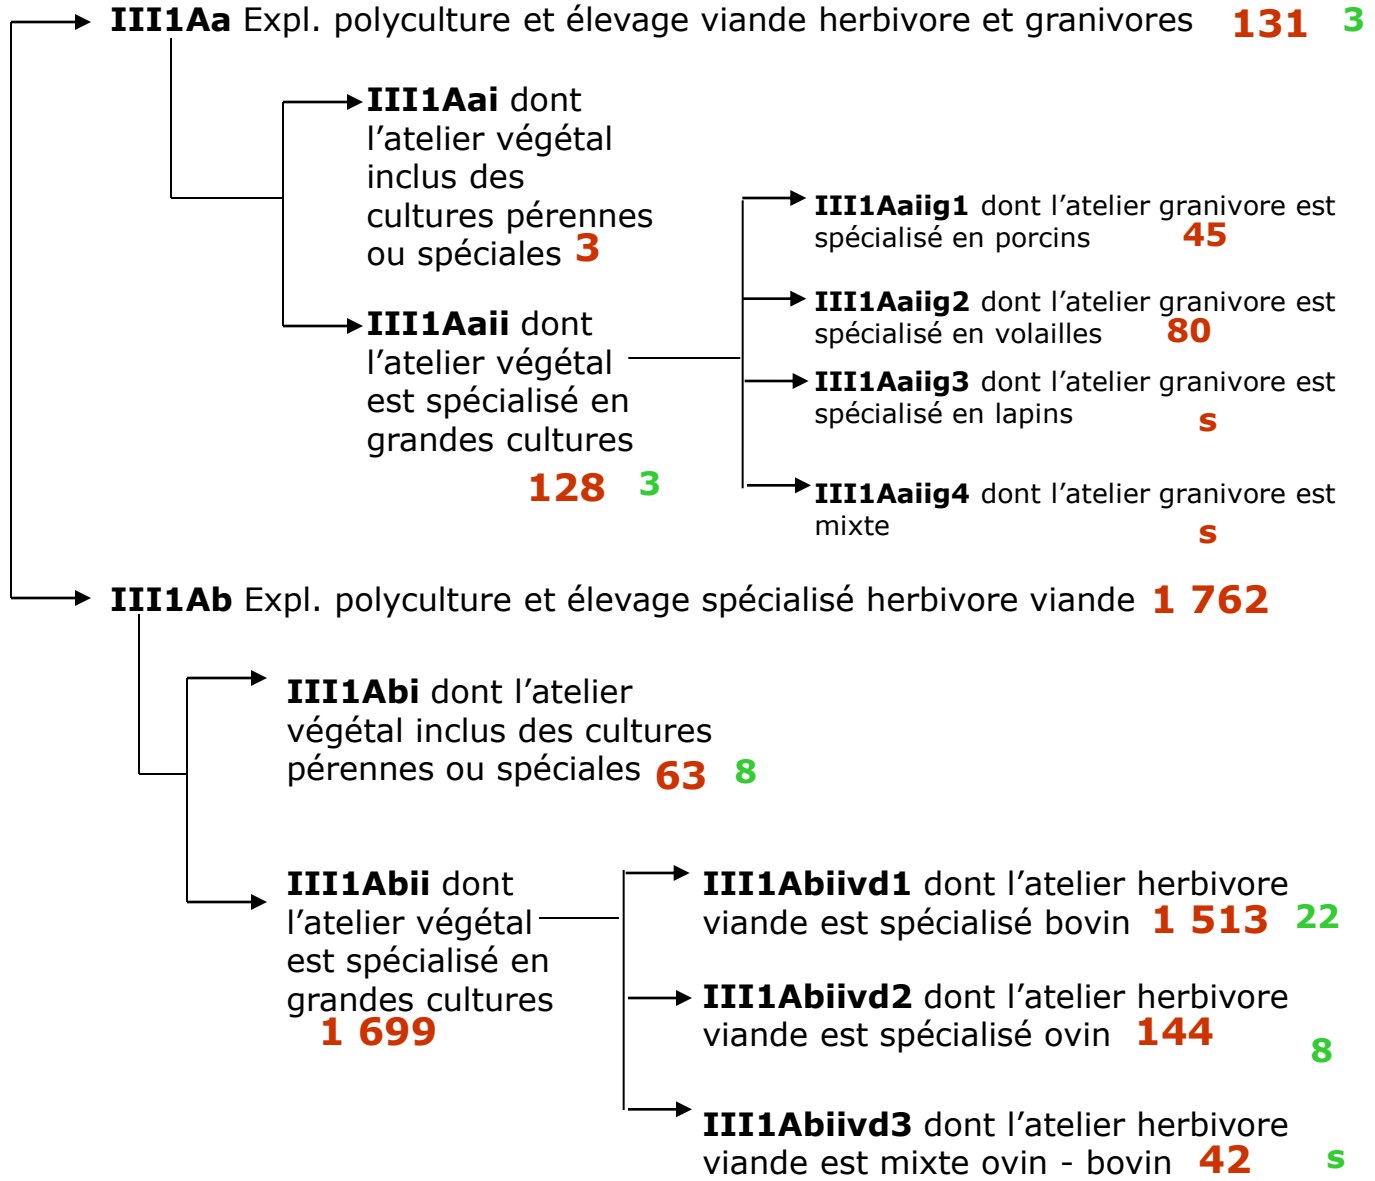 III1Aa Expl. polyculture et élevage viande herbivore et granivores 131 3
III1Aai dont
l’atelier végétal
inclus des
cultures pérennes
ou spéciales 3
III1Aaii dont
l’atelier végétal
est spécialisé en
grandes cultures
128 3
III1Aaiig1 dont l’atelier granivore est
spécialisé en porcins 45
III1Aaiig2 dont l’atelier granivore est
spécialisé en volailles 80
III1Aaiig3 dont l’atelier granivore est
spécialisé en lapins s
III1Aaiig4 dont l’atelier granivore est
mixte s
III1Ab Expl. polyculture et élevage spécialisé herbivore viande 1 762
III1Abi dont l’atelier
végétal inclus des cultures
pérennes ou spéciales 63 8
III1Abii dont
l’atelier végétal
est spécialisé en
grandes cultures
1 699
III1Abiivd1 dont l’atelier herbivore
viande est spécialisé bovin 1 513 22
III1Abiivd2 dont l’atelier herbivore
viande est spécialisé ovin 144
8
III1Abiivd3 dont l’atelier herbivore
viande est mixte ovin - bovin 42 s